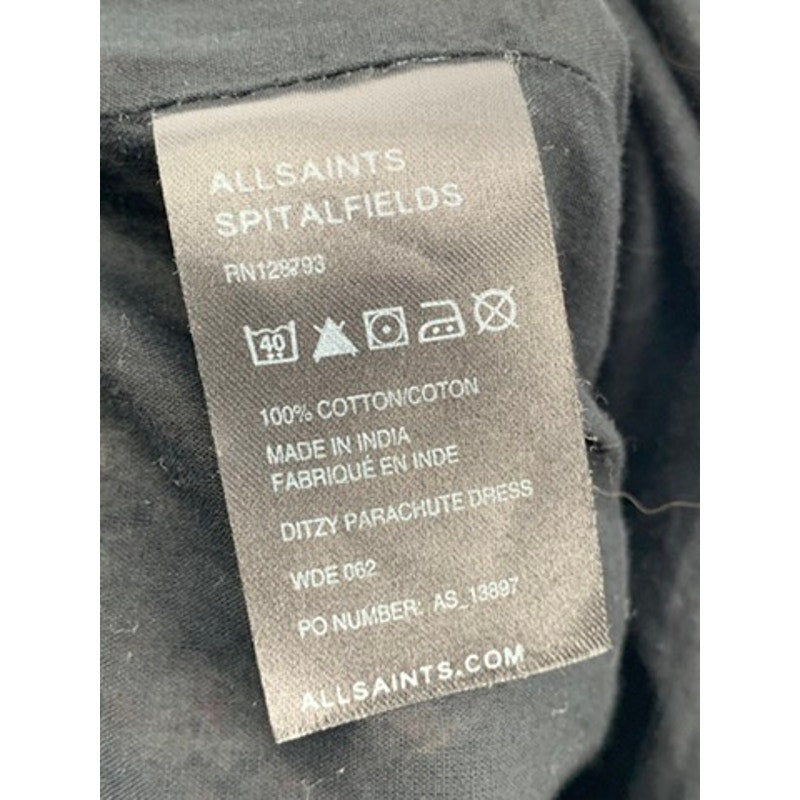 ALLSAINTS
SPITALFIELDS
RN128793
40
100% COTTON/COTON
MADE IN INDIA
FABRIQUÉ EN INDE
DITZY PARACHUTE DRESS
WDE 062
PO NUMBER: AS_13897
ALLSAINTS.COM